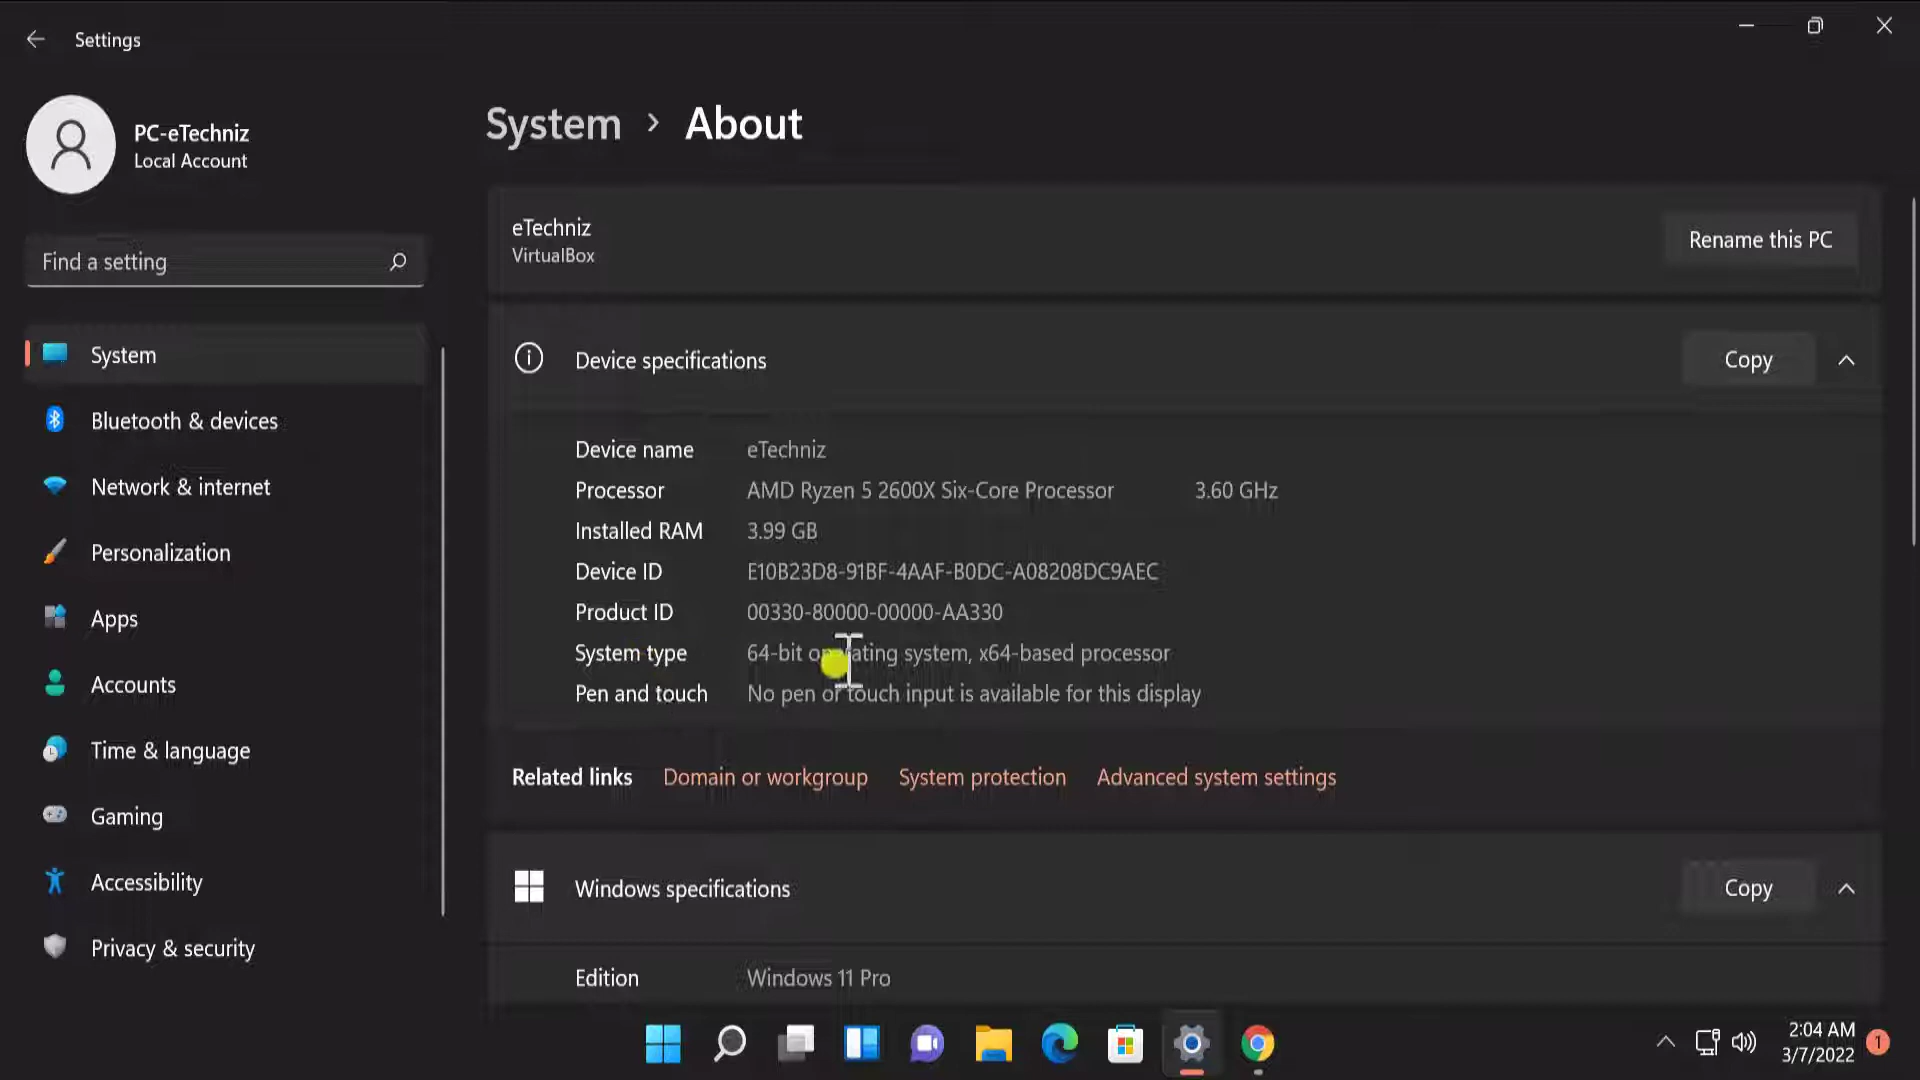 Settings
PC-eTechniz
Local Account
Find a setting
System
Bluetooth & devices
Network & internet
Personalization
Apps
Accounts
Time & language
Gaming
Accessibility
Privacy & security
System > About
eTechniz
VirtualBox
Rename this PC
Device specifications
Copy
Device name eTechniz
Processor AMD Ryzen 5 2600X Six-Core Processor 3.60 GHz
Installed RAM 3.99 GB
Device ID E10B23D8-91BF-4AAF-B0DC-A08208DC9AEC
Product ID 00330-80000-00000-AA330
System type 64-bit operating system, x64-based processor
Pen and touch No pen or touch input is available for this display
Related links Domain or workgroup System protection Advanced system settings
Windows specifications
Copy
Edition Windows 11 Pro
2:04 AM
3/7/2022
1